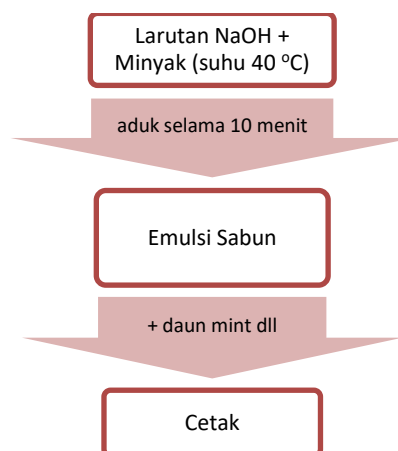 Larutan NaOH +
Minyak (suhu 40 °C)
aduk selama 10 menit
Emulsi Sabun
+ daun mint dll
Cetak